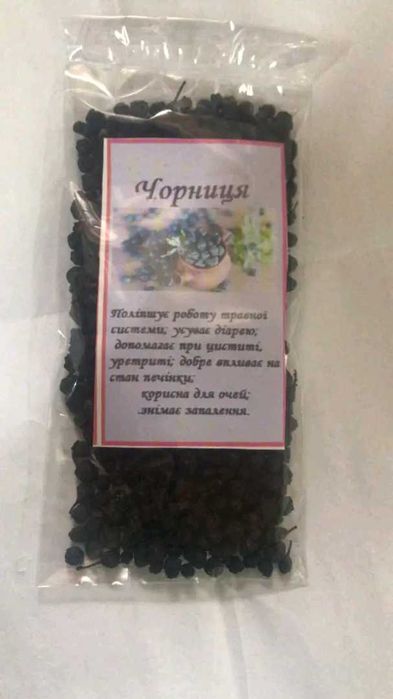 Чорниця
Поліпшує роботу травної
системи; усуває діарею;
допомагає при циститі,
уретриті; добре впливає на
стан печінки;
корисна для очей;
знімає запалення.